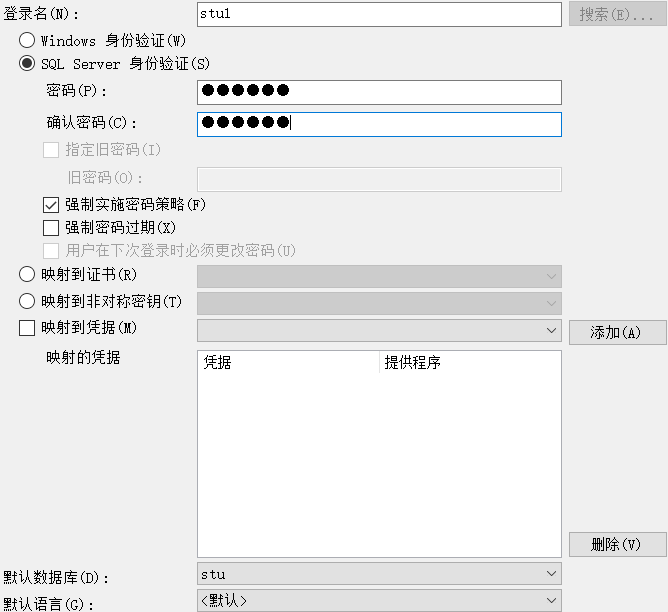 登录名(N):
stu1
搜索(E)...
Windows 身份验证(W)
SQL Server 身份验证(S)
密码(P):
●●●●●●
确认密码(C):
●●●●●●
指定旧密码(I)
旧密码(O):
强制实施密码策略(F)
强制密码过期(X)
用户在下次登录时必须更改密码(U)
映射到证书(R)
映射到非对称密钥(T)
映射到凭据(M)
添加(A)
映射的凭据
凭据
提供程序
删除(V)
默认数据库(D):
stu
默认语言(G):
<默认>